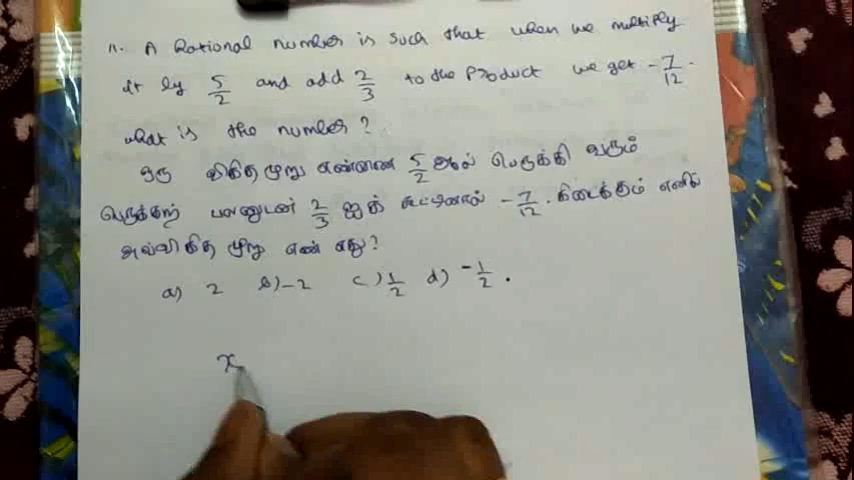 11. A Rational number is such that when we multiply
it by 5/2 and add 2/3 to the product we get -7/12.
what is the number?
ஒரு விகிதமுறு எண்ணை 5/2 ஆல் பெருக்கி வரும்
பெருக்கற் பலனுடன் 2/3 ஐக் கூட்டினால் -7/12. கிடைக்கும் எனில்
அவ்விகித முறு எண் எது?
a) 2 b) -2 c) 1/2 d) -1/2.
x